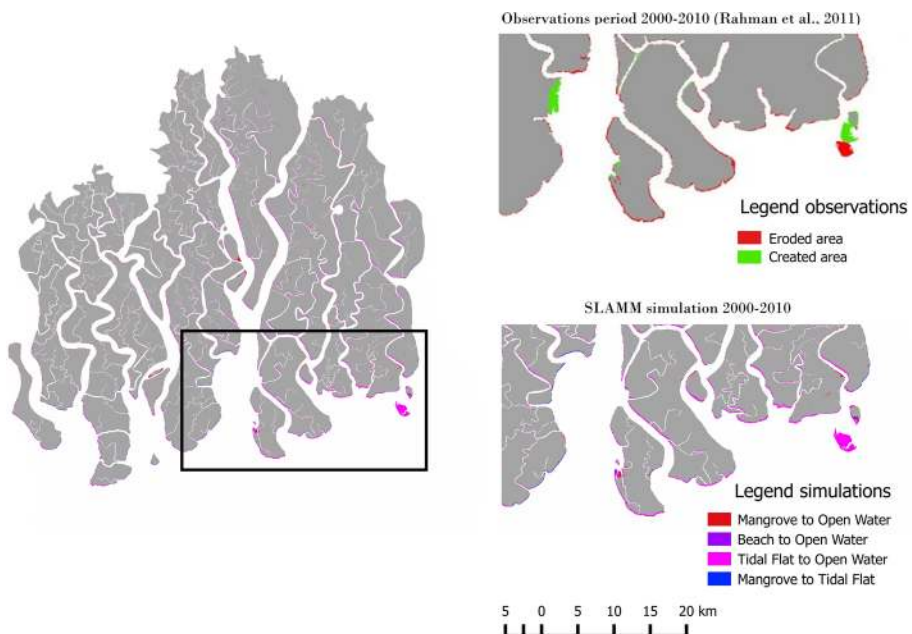 Observations period 2000-2010 (Rahman et al., 2011)
Legend observations
Eroded area
Created area
SLAMM simulation 2000-2010
Legend simulations
Mangrove to Open Water
Beach to Open Water
Tidal Flat to Open Water
Mangrove to Tidal Flat
5 0 5 10 15 20 km